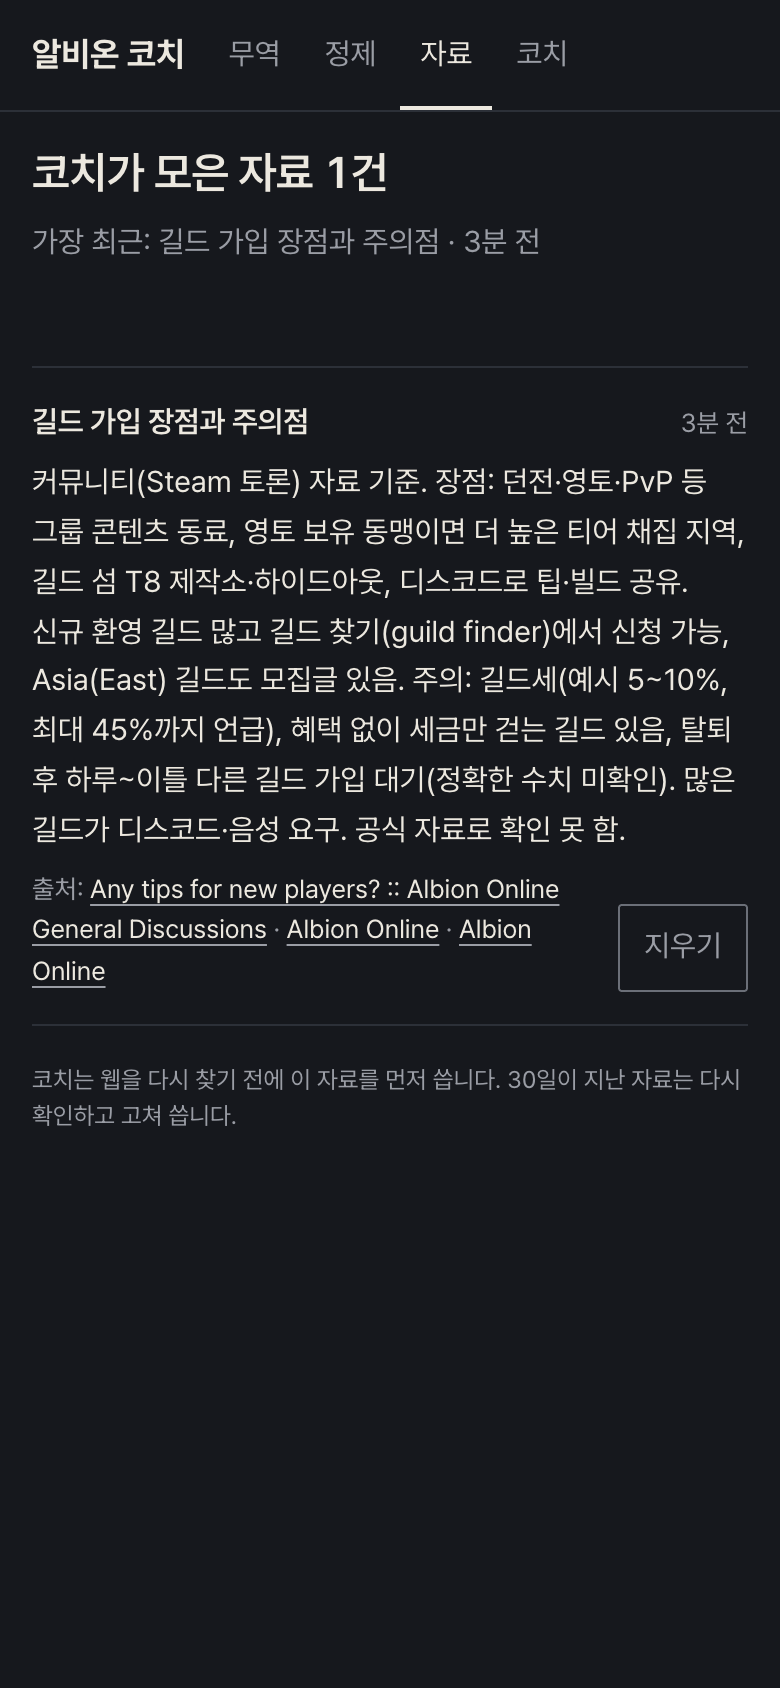 알비온 코치 무역 정제 자료 코치
코치가 모은 자료 1건
가장 최근: 길드 가입 장점과 주의점 · 3분 전
길드 가입 장점과 주의점 3분 전
커뮤니티(Steam 토론) 자료 기준. 장점: 던전·영토·PvP 등
그룹 콘텐츠 동료, 영토 보유 동맹이면 더 높은 티어 채집 지역,
길드 섬 T8 제작소·하이드아웃, 디스코드로 팁·빌드 공유.
신규 환영 길드 많고 길드 찾기(guild finder)에서 신청 가능,
Asia(East) 길드도 모집글 있음. 주의: 길드세(예시 5~10%,
최대 45%까지 언급), 혜택 없이 세금만 걷는 길드 있음, 탈퇴
후 하루~이틀 다른 길드 가입 대기(정확한 수치 미확인). 많은
길드가 디스코드·음성 요구. 공식 자료로 확인 못 함.
출처: Any tips for new players? :: Albion Online
General Discussions · Albion Online · Albion
Online
지우기
코치는 웹을 다시 찾기 전에 이 자료를 먼저 씁니다. 30일이 지난 자료는 다시
확인하고 고쳐 씁니다.